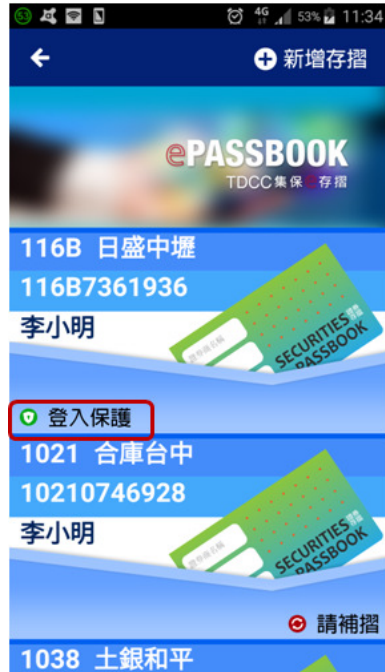 53 4G 53% 11:34
新增存摺
ePASSBOOK
TDCC集保e存摺
116B 日盛中壢
116B7361936
李小明
SECURITIES PASSBOOK
登入保護
1021 合庫台中
10210746928
李小明
SECURITIES PASSBOOK
請補摺
1038 土銀和平